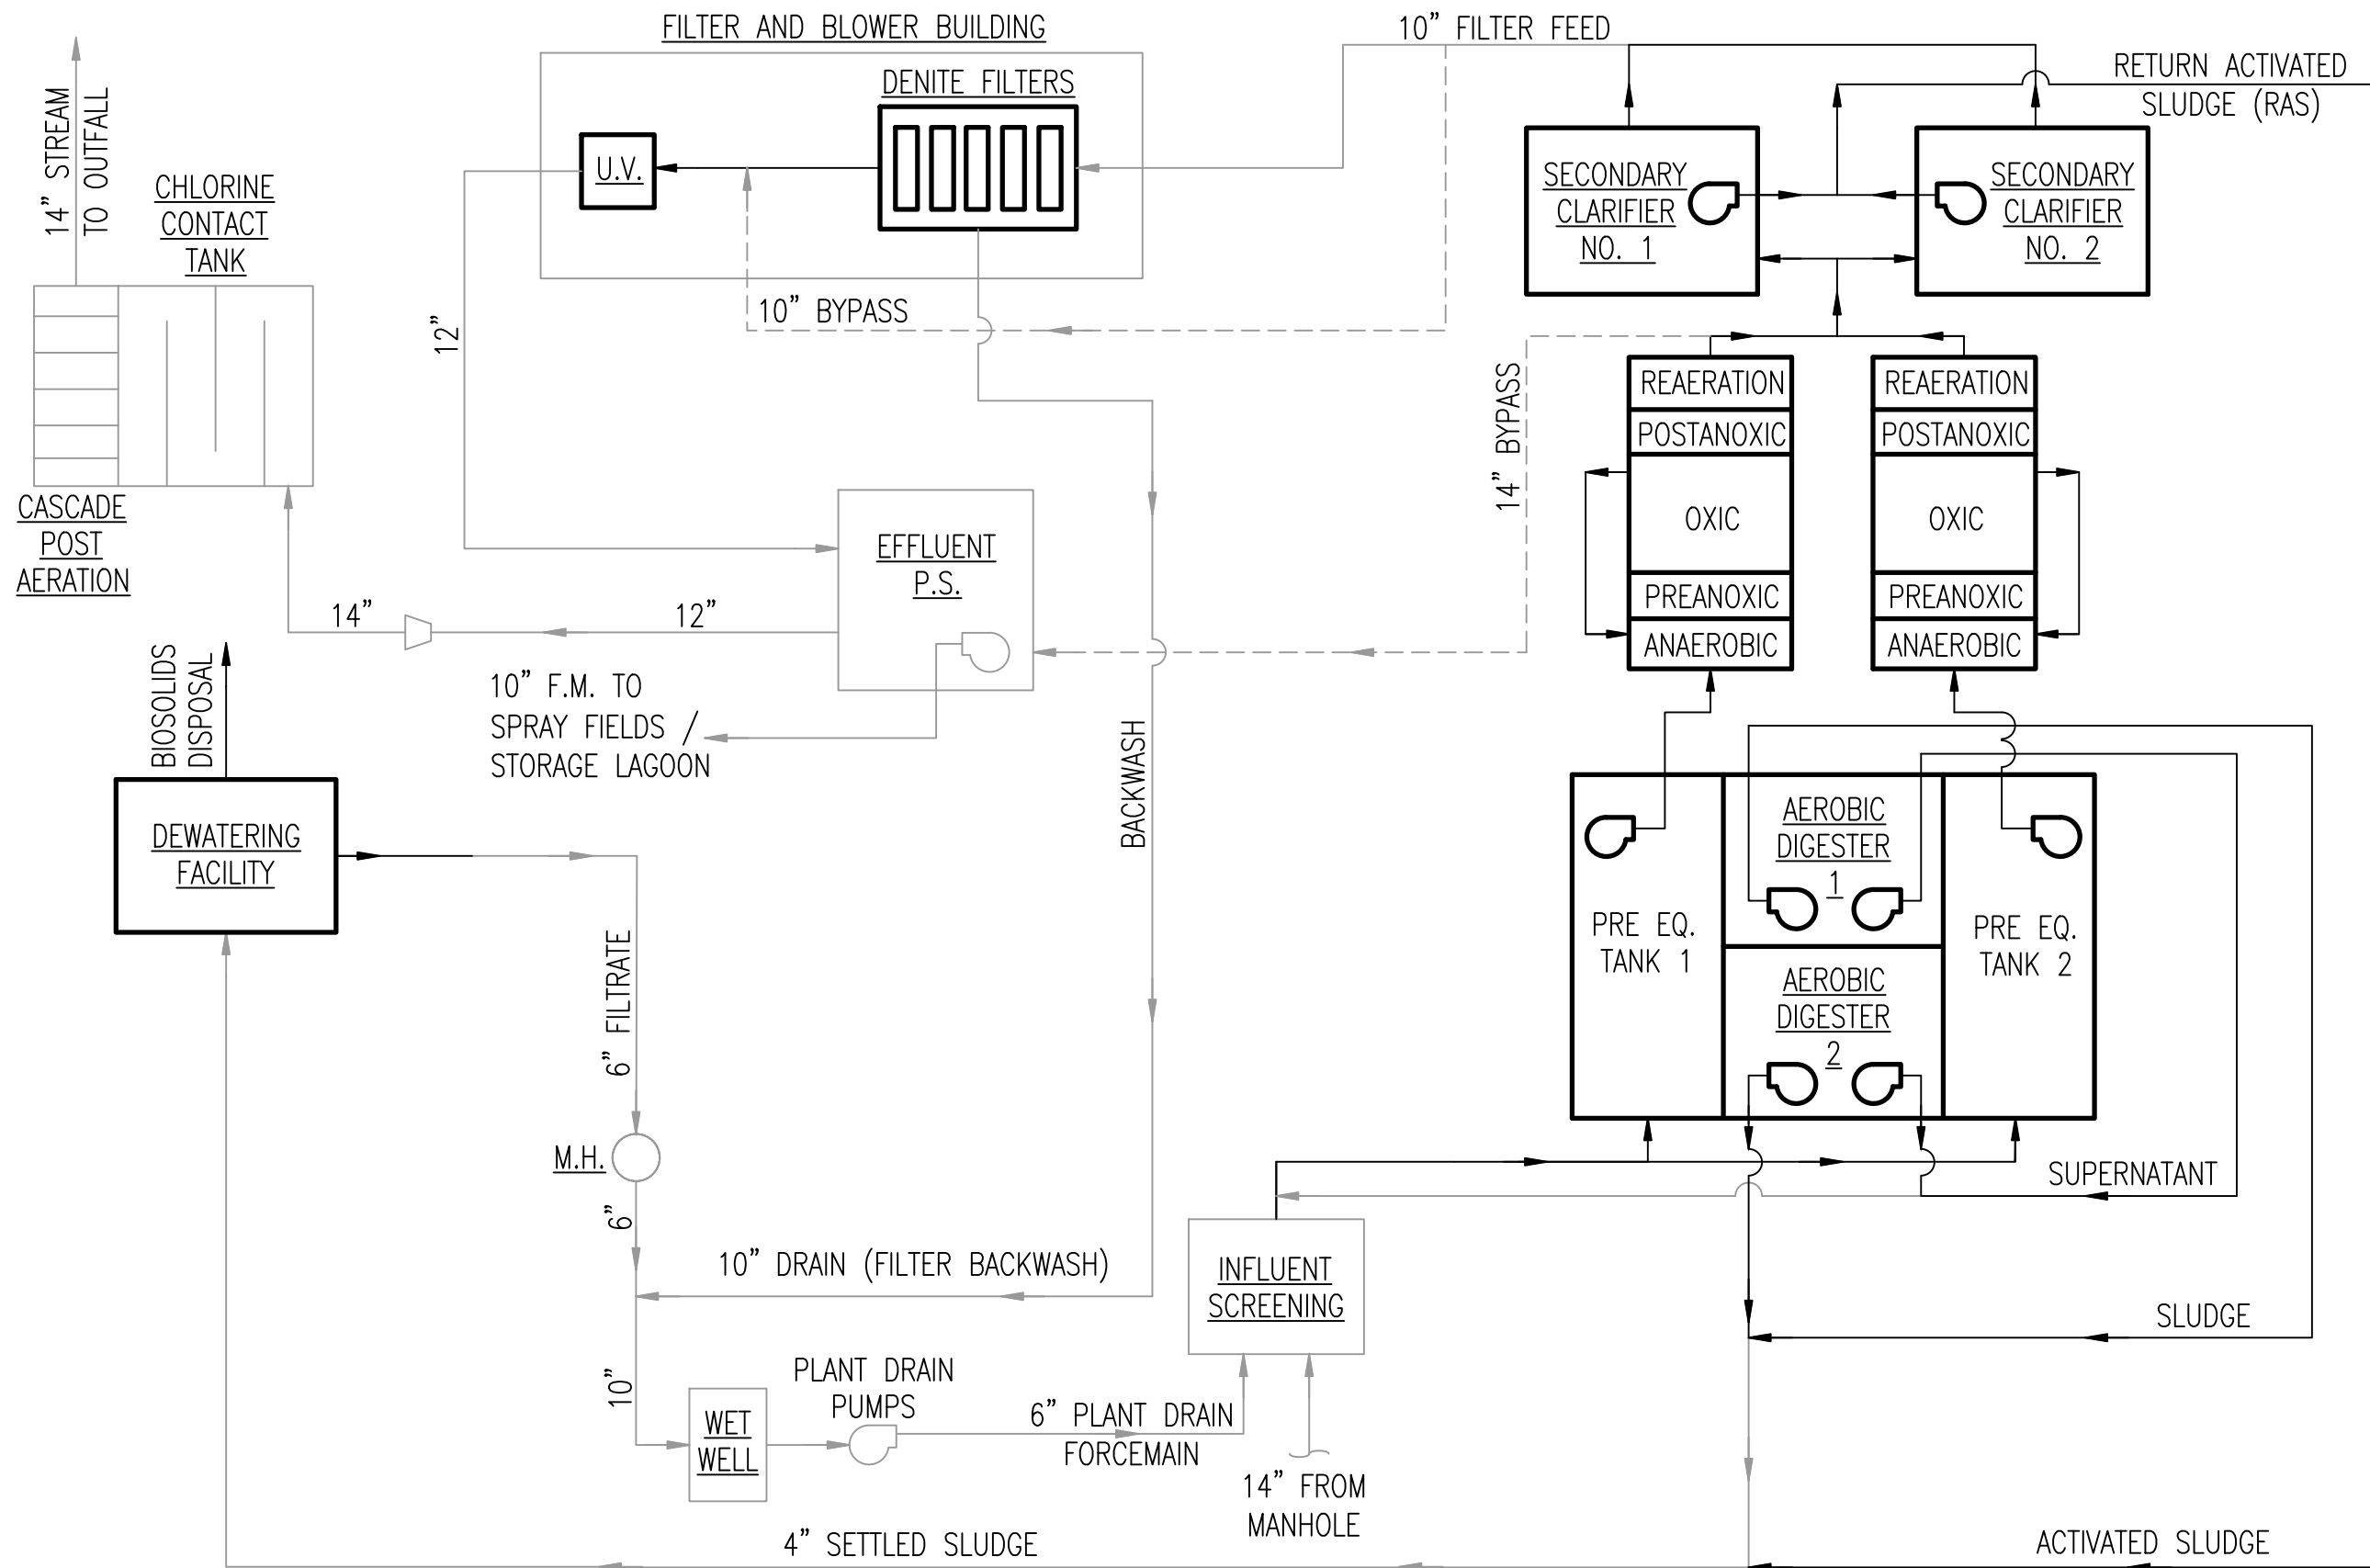 FILTER AND BLOWER BUILDING
10” FILTER FEED
RETURN ACTIVATED
SLUDGE (RAS)
DENITE FILTERS
U.V.
14” STREAM
TO OUTFALL
CHLORINE
CONTACT
TANK
SECONDARY
CLARIFIER
NO. 1
SECONDARY
CLARIFIER
NO. 2
10” BYPASS
12”
14” BYPASS
REAERATION
POSTANOXIC
OXIC
PREANOXIC
ANAEROBIC
REAERATION
POSTANOXIC
OXIC
PREANOXIC
ANAEROBIC
CASCADE
POST
AERATION
EFFLUENT
P.S.
14”
12”
10” F.M. TO
SPRAY FIELDS /
STORAGE LAGOON
BIOSOLIDS
DISPOSAL
BACKWASH
DEWATERING
FACILITY
AEROBIC
DIGESTER
1
PRE EQ.
TANK 1
PRE EQ.
TANK 2
AEROBIC
DIGESTER
2
6” FILTRATE
M.H.
6”
SUPERNATANT
10” DRAIN (FILTER BACKWASH)
INFLUENT
SCREENING
SLUDGE
10”
PLANT DRAIN
PUMPS
WET
WELL
6” PLANT DRAIN
FORCEMAIN
14” FROM
MANHOLE
4” SETTLED SLUDGE
ACTIVATED SLUDGE